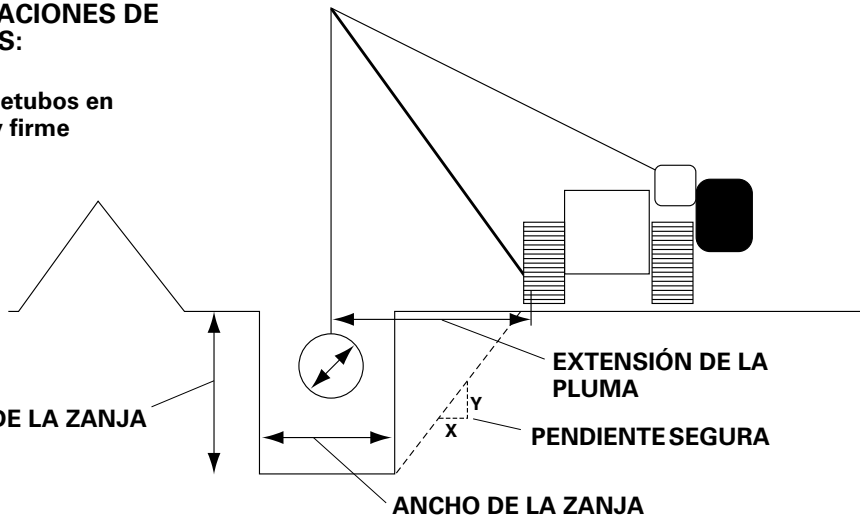 ACIONES DE
S:
etubos en
y firme
EXTENSIÓN DE LA
PLUMA
DE LA ZANJA
Y
X
PENDIENTE SEGURA
ANCHO DE LA ZANJA